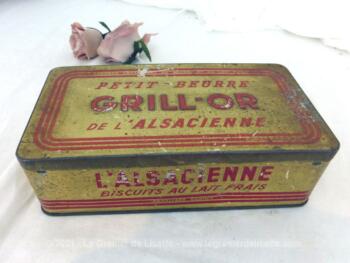 PETIT-BEURRE
GRILL-OR
DE L'ALSACIENNE
L'ALSACIENNE
BISCUITS AU LAIT FRAIS